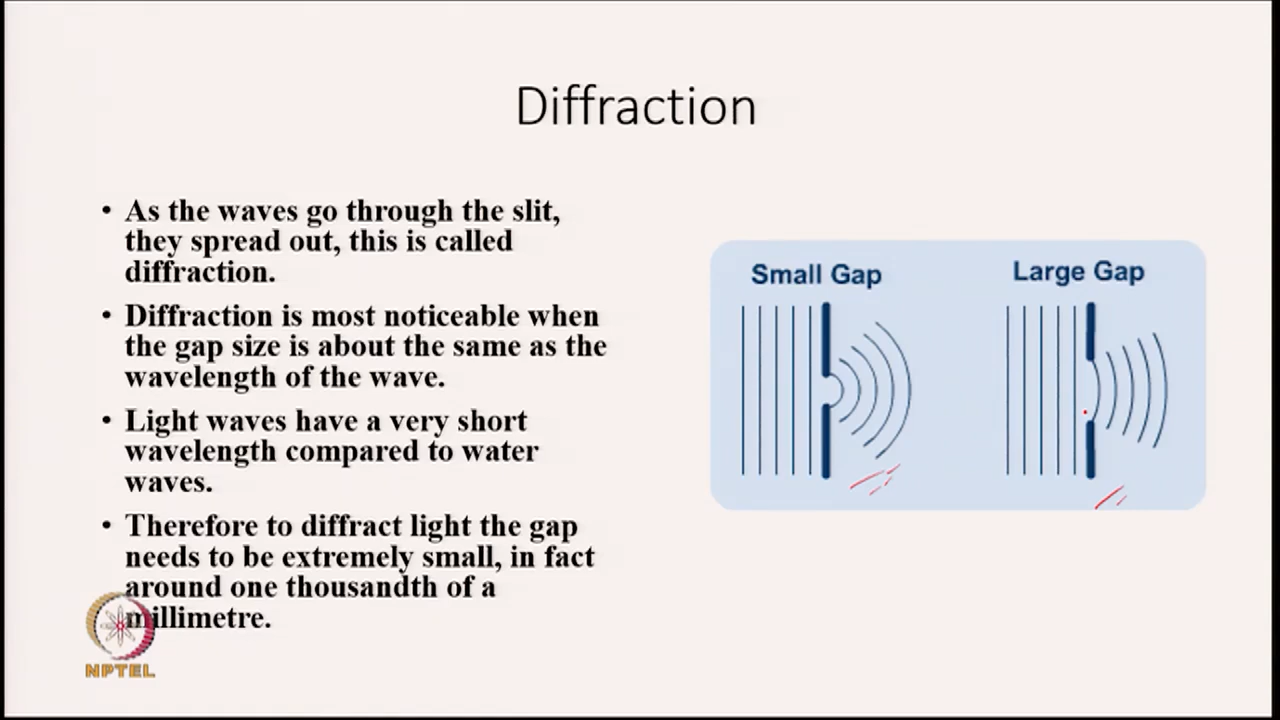 Diffraction
• As the waves go through the slit,
they spread out, this is called
diffraction.
• Diffraction is most noticeable when
the gap size is about the same as the
wavelength of the wave.
• Light waves have a very short
wavelength compared to water
waves.
• Therefore to diffract light the gap
needs to be extremely small, in fact
around one thousandth of a
millimetre.
Small Gap
Large Gap
NPTEL